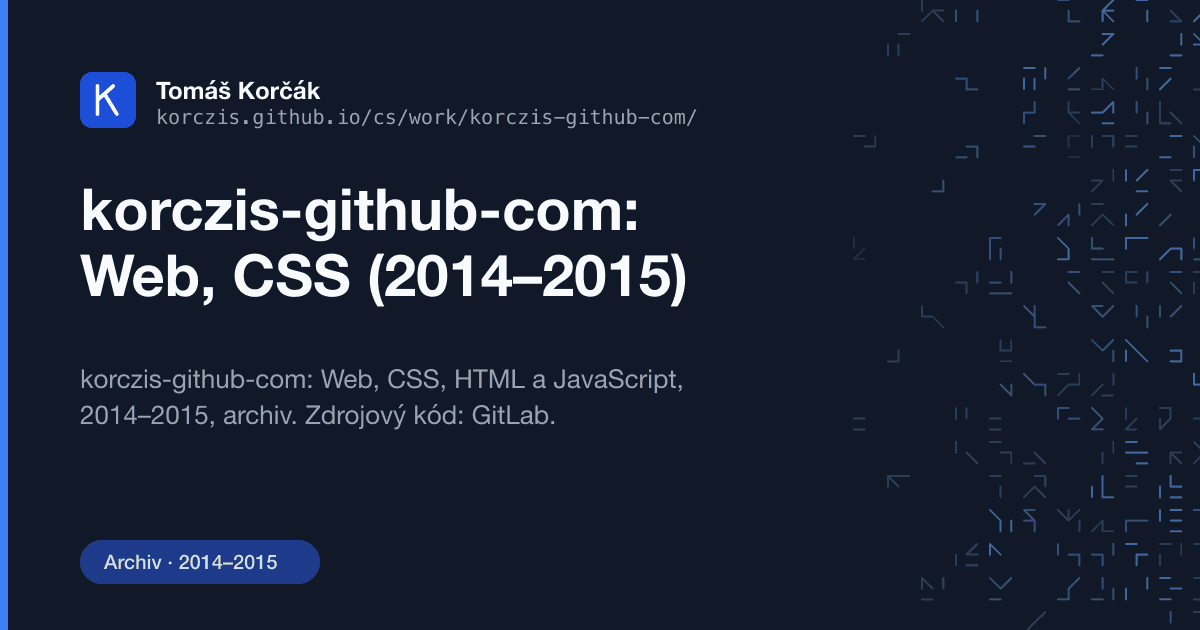 K
Tomáš Korčák
korczis.github.io/cs/work/korczis-github-com/
korczis-github-com:
Web, CSS (2014–2015)
korczis-github-com: Web, CSS, HTML a JavaScript,
2014–2015, archiv. Zdrojový kód: GitLab.
Archiv · 2014–2015